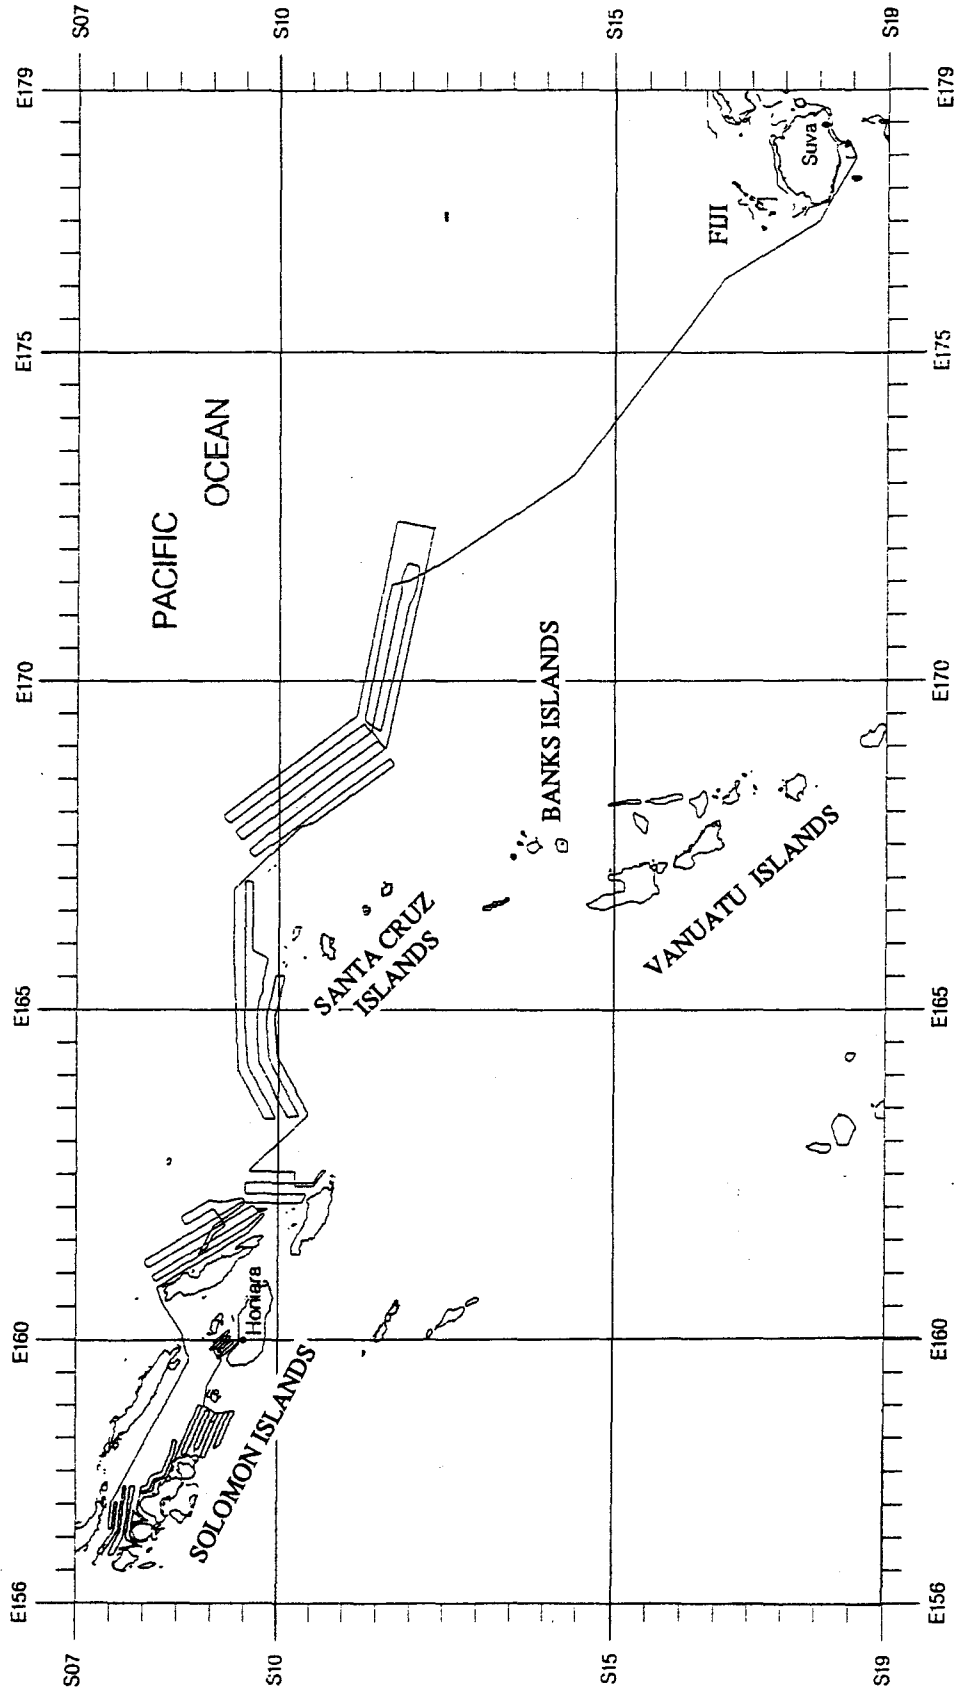 E156
E160
E165
E170
E175
E179
S07
S07
PACIFIC
OCEAN
S10
S10
Honiara
SOLOMON ISLANDS
SANTA CRUZ
ISLANDS
BANKS ISLANDS
FIJI
Suva
S15
S15
VANUATU ISLANDS
S19
S19
E156
E160
E165
E170
E175
E179